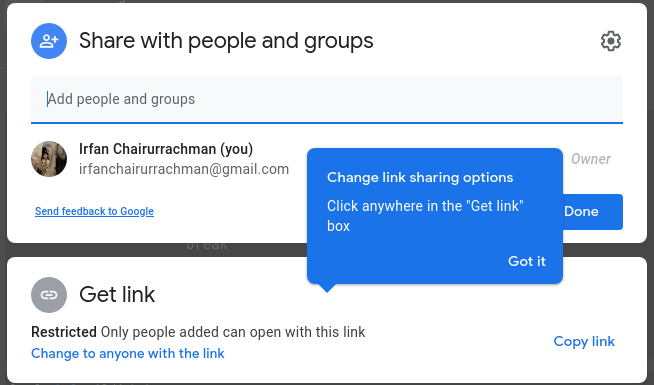 Share with people and groups
Add people and groups
Irfan Chairurrachman (you)
irfanchairurrachman@gmail.com
Owner
Change link sharing options
Click anywhere in the "Get link"
box
Got it
Send feedback to Google
Done
break
Get link
Restricted Only people added can open with this link
Change to anyone with the link
Copy link